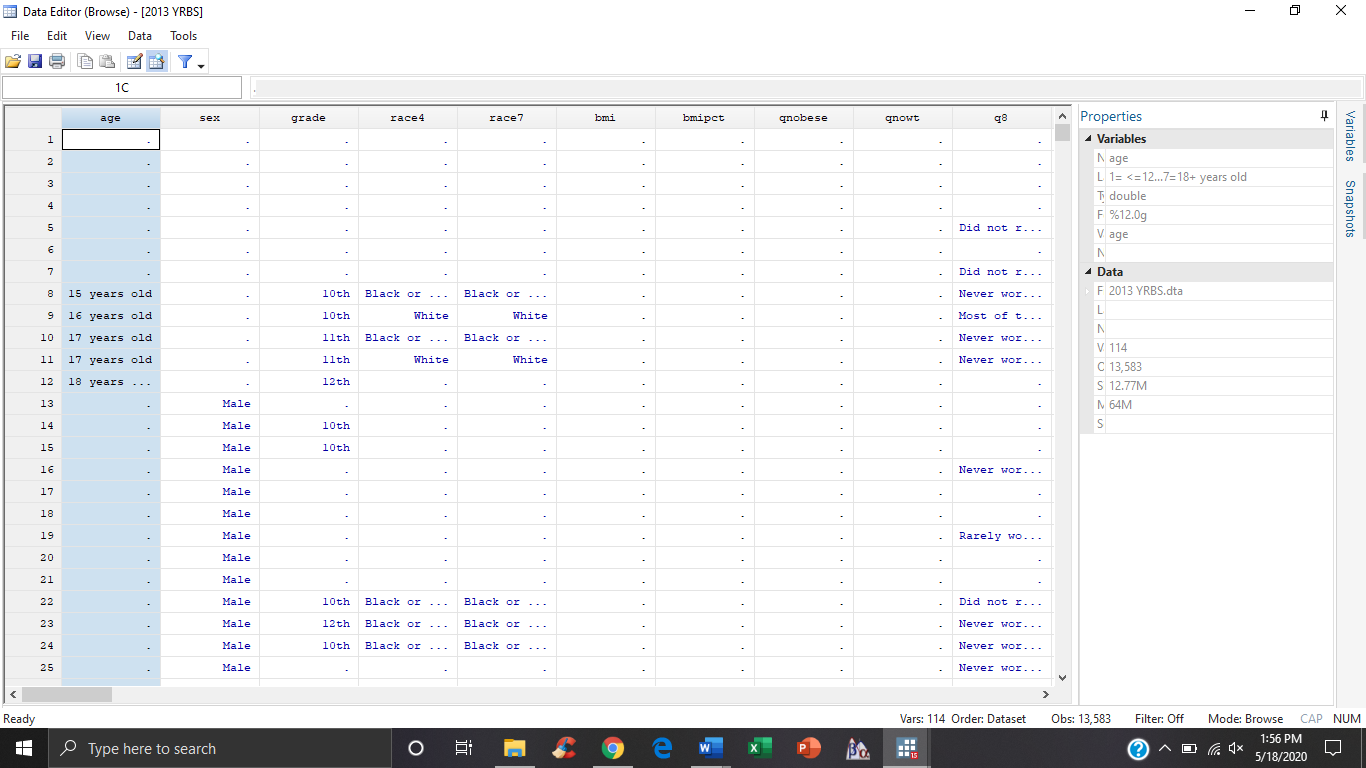 Data Editor (Browse) - [2013 YRBS]
File Edit View Data Tools
1C .
age sex grade race4 race7 bmi bmipct qnobese qnowt q8
1 . . . . . . . . . .
2 . . . . . . . . . .
3 . . . . . . . . . .
4 . . . . . . . . . .
5 . . . . . . . . . Did not r...
6 . . . . . . . . . .
7 . . . . . . . . . Did not r...
8 15 years old . 10th Black or ... Black or ... . . . . Never wor...
9 16 years old . 10th White White . . . . Most of t...
10 17 years old . 11th Black or ... Black or ... . . . . Never wor...
11 17 years old . 11th White White . . . . Never wor...
12 18 years ... . 12th . . . . . . .
13 . Male . . . . . . . .
14 . Male 10th . . . . . . .
15 . Male 10th . . . . . . .
16 . Male . . . . . . . Never wor...
17 . Male . . . . . . . .
18 . Male . . . . . . . .
19 . Male . . . . . . . Rarely wo...
20 . Male . . . . . . . .
21 . Male . . . . . . . .
22 . Male 10th Black or ... Black or ... . . . . Did not r...
23 . Male 12th Black or ... Black or ... . . . . Never wor...
24 . Male 10th Black or ... Black or ... . . . . Never wor...
25 . Male . . . . . . . Never wor...
Properties
Variables
N age
L 1= <=12...7=18+ years old
Ty double
F %12.0g
V age
N
Data
F 2013 YRBS.dta
L
N
V 114
O 13,583
S 12.77M
M 64M
S
Variables
Snapshots
Ready Vars: 114 Order: Dataset Obs: 13,583 Filter: Off Mode: Browse CAP NUM
Type here to search
1:56 PM
5/18/2020